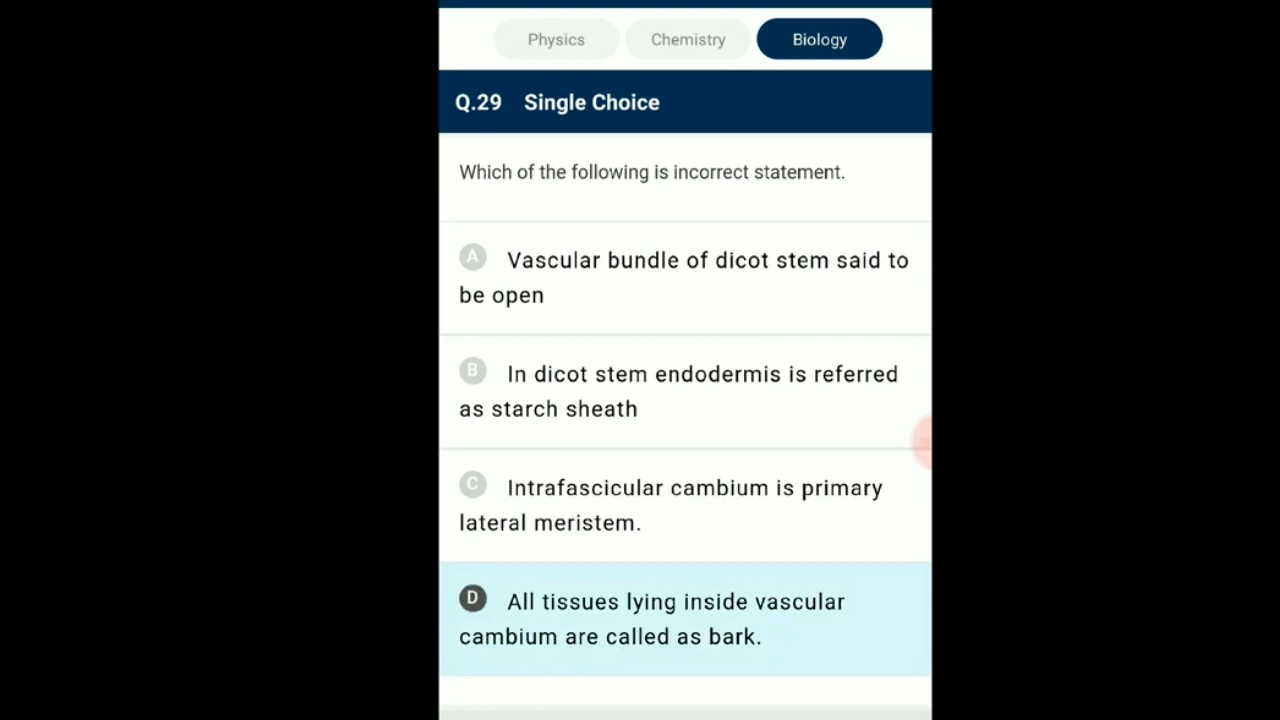 Physics Chemistry Biology
Q.29 Single Choice
Which of the following is incorrect statement.
A Vascular bundle of dicot stem said to
be open
B In dicot stem endodermis is referred
as starch sheath
C Intrafascicular cambium is primary
lateral meristem.
D All tissues lying inside vascular
cambium are called as bark.